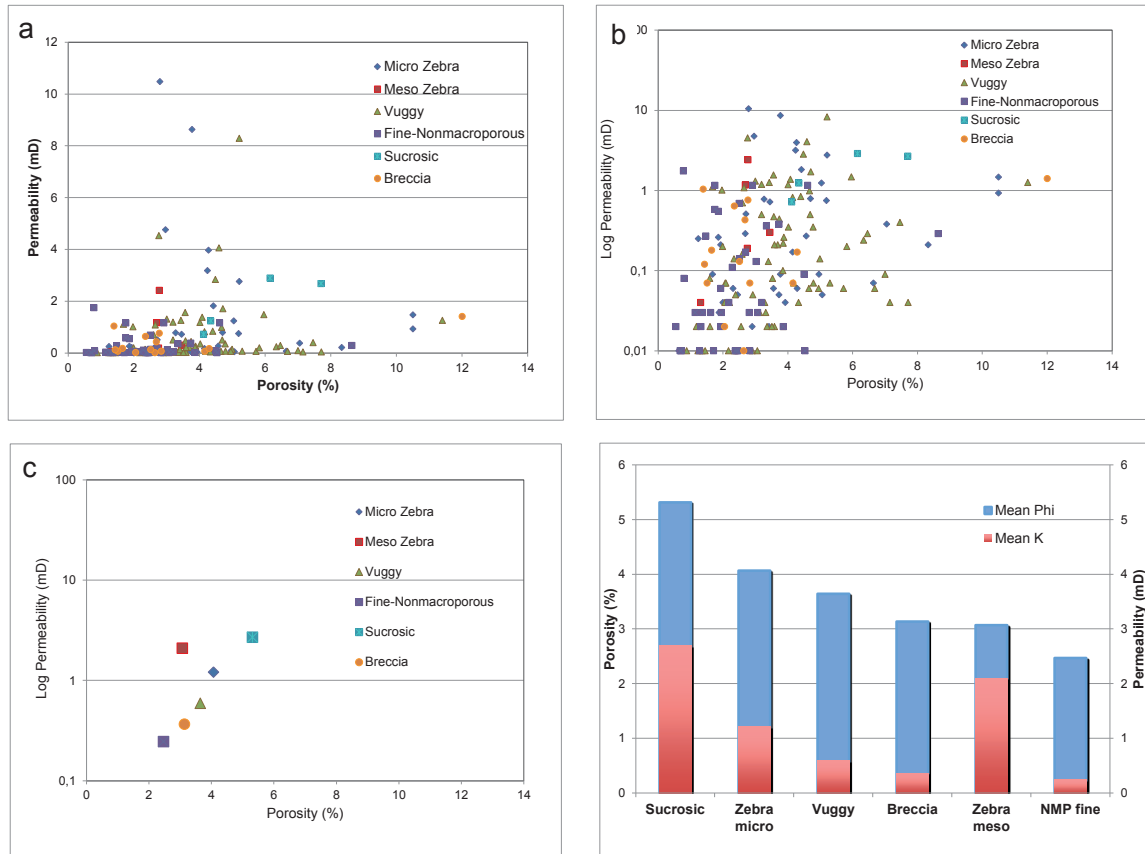 a
12
10
8
6
4
2
0
Permeability (mD)
0 2 4 6 8 10 12 14
Porosity (%)
Micro Zebra
Meso Zebra
Vuggy
Fine-Nonmacroporous
Sucrosic
Breccia
b
00
10
1
0,1
0,01
Log Permeability (mD)
0 2 4 6 8 10 12 14
Porosity (%)
Micro Zebra
Meso Zebra
Vuggy
Fine-Nonmacroporous
Sucrosic
Breccia
c
100
10
1
0,1
Log Permeability (mD)
0 2 4 6 8 10 12 14
Porosity (%)
Micro Zebra
Meso Zebra
Vuggy
Fine-Nonmacroporous
Sucrosic
Breccia
6
5
4
3
2
1
0
Porosity (%)
Mean Phi
Mean K
6
5
4
3
2
1
0
Permeability (mD)
Sucrosic Zebra Vuggy Breccia Zebra NMP fine
micro meso